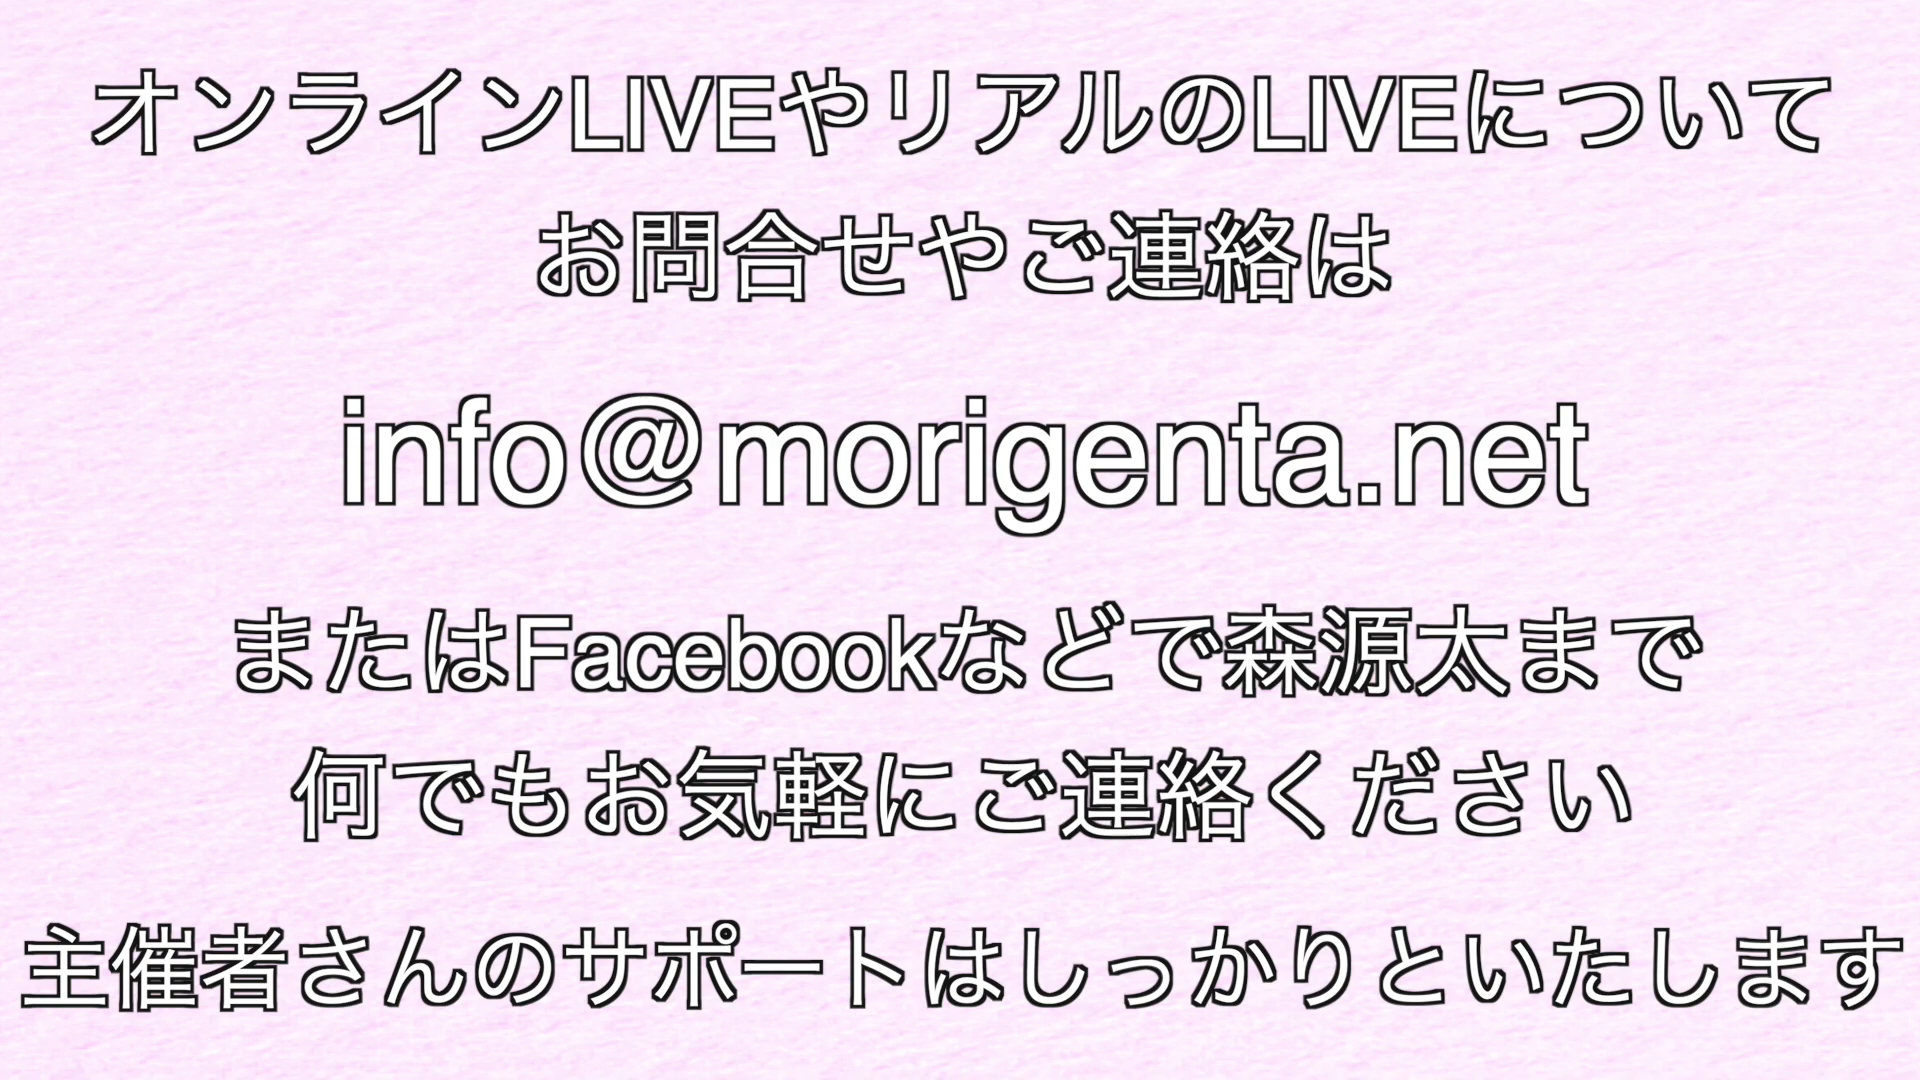 オンラインLIVEやリアルのLIVEについて
お問合せやご連絡は
info@morigenta.net
またはFacebookなどで森源太まで
何でもお気軽にご連絡ください
主催者さんのサポートはしっかりといたします